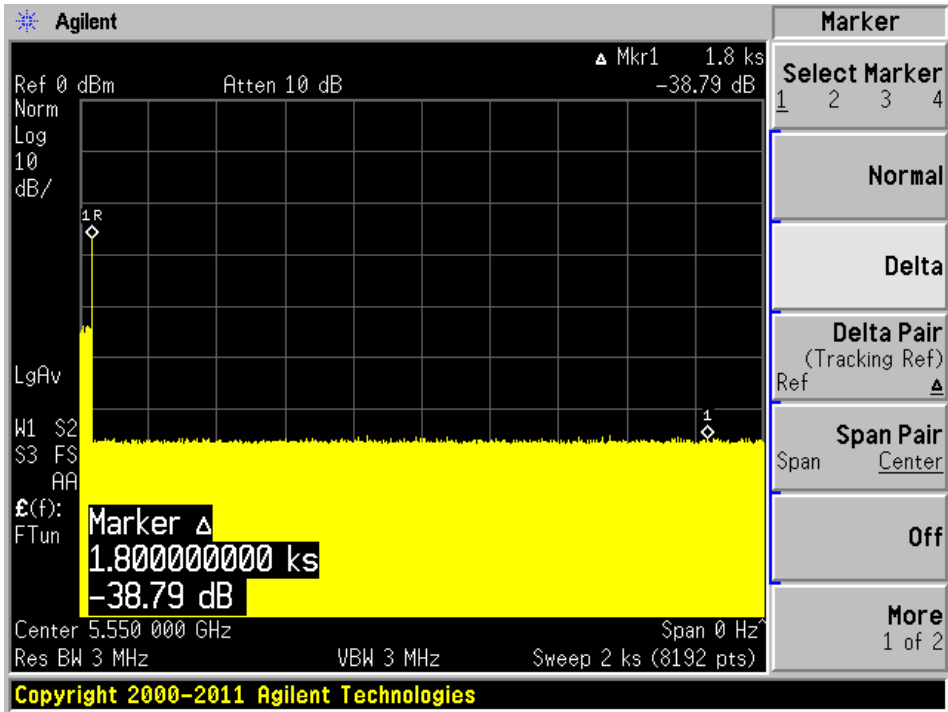 Agilent
Marker
Δ Mkr1 1.8 ks
Ref 0 dBm Atten 10 dB -38.79 dB
Norm
Log
10
dB/
1R
LgAv
1
W1 S2
S3 FS
AA
£(f):
FTun
Marker Δ
1.800000000 ks
-38.79 dB
Center 5.550 000 GHz Span 0 Hz^
Res BW 3 MHz VBW 3 MHz Sweep 2 ks (8192 pts)
Copyright 2000-2011 Agilent Technologies
Select Marker
1 2 3 4
Normal
Delta
Delta Pair
(Tracking Ref)
Ref Δ
Span Pair
Span Center
Off
More
1 of 2